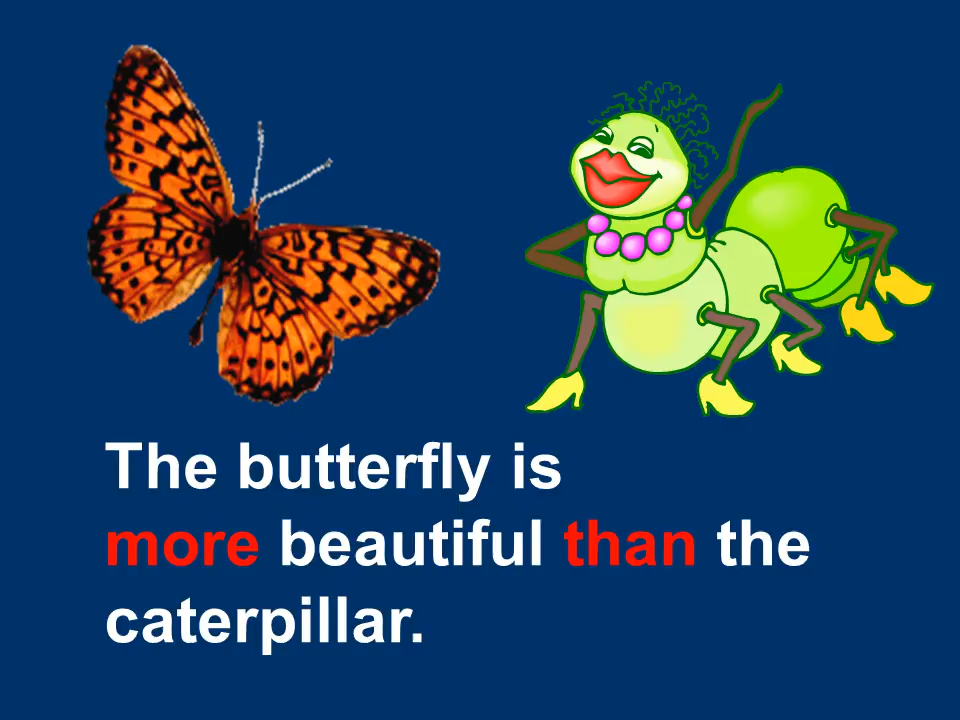 The butterfly is
more beautiful than the
caterpillar.